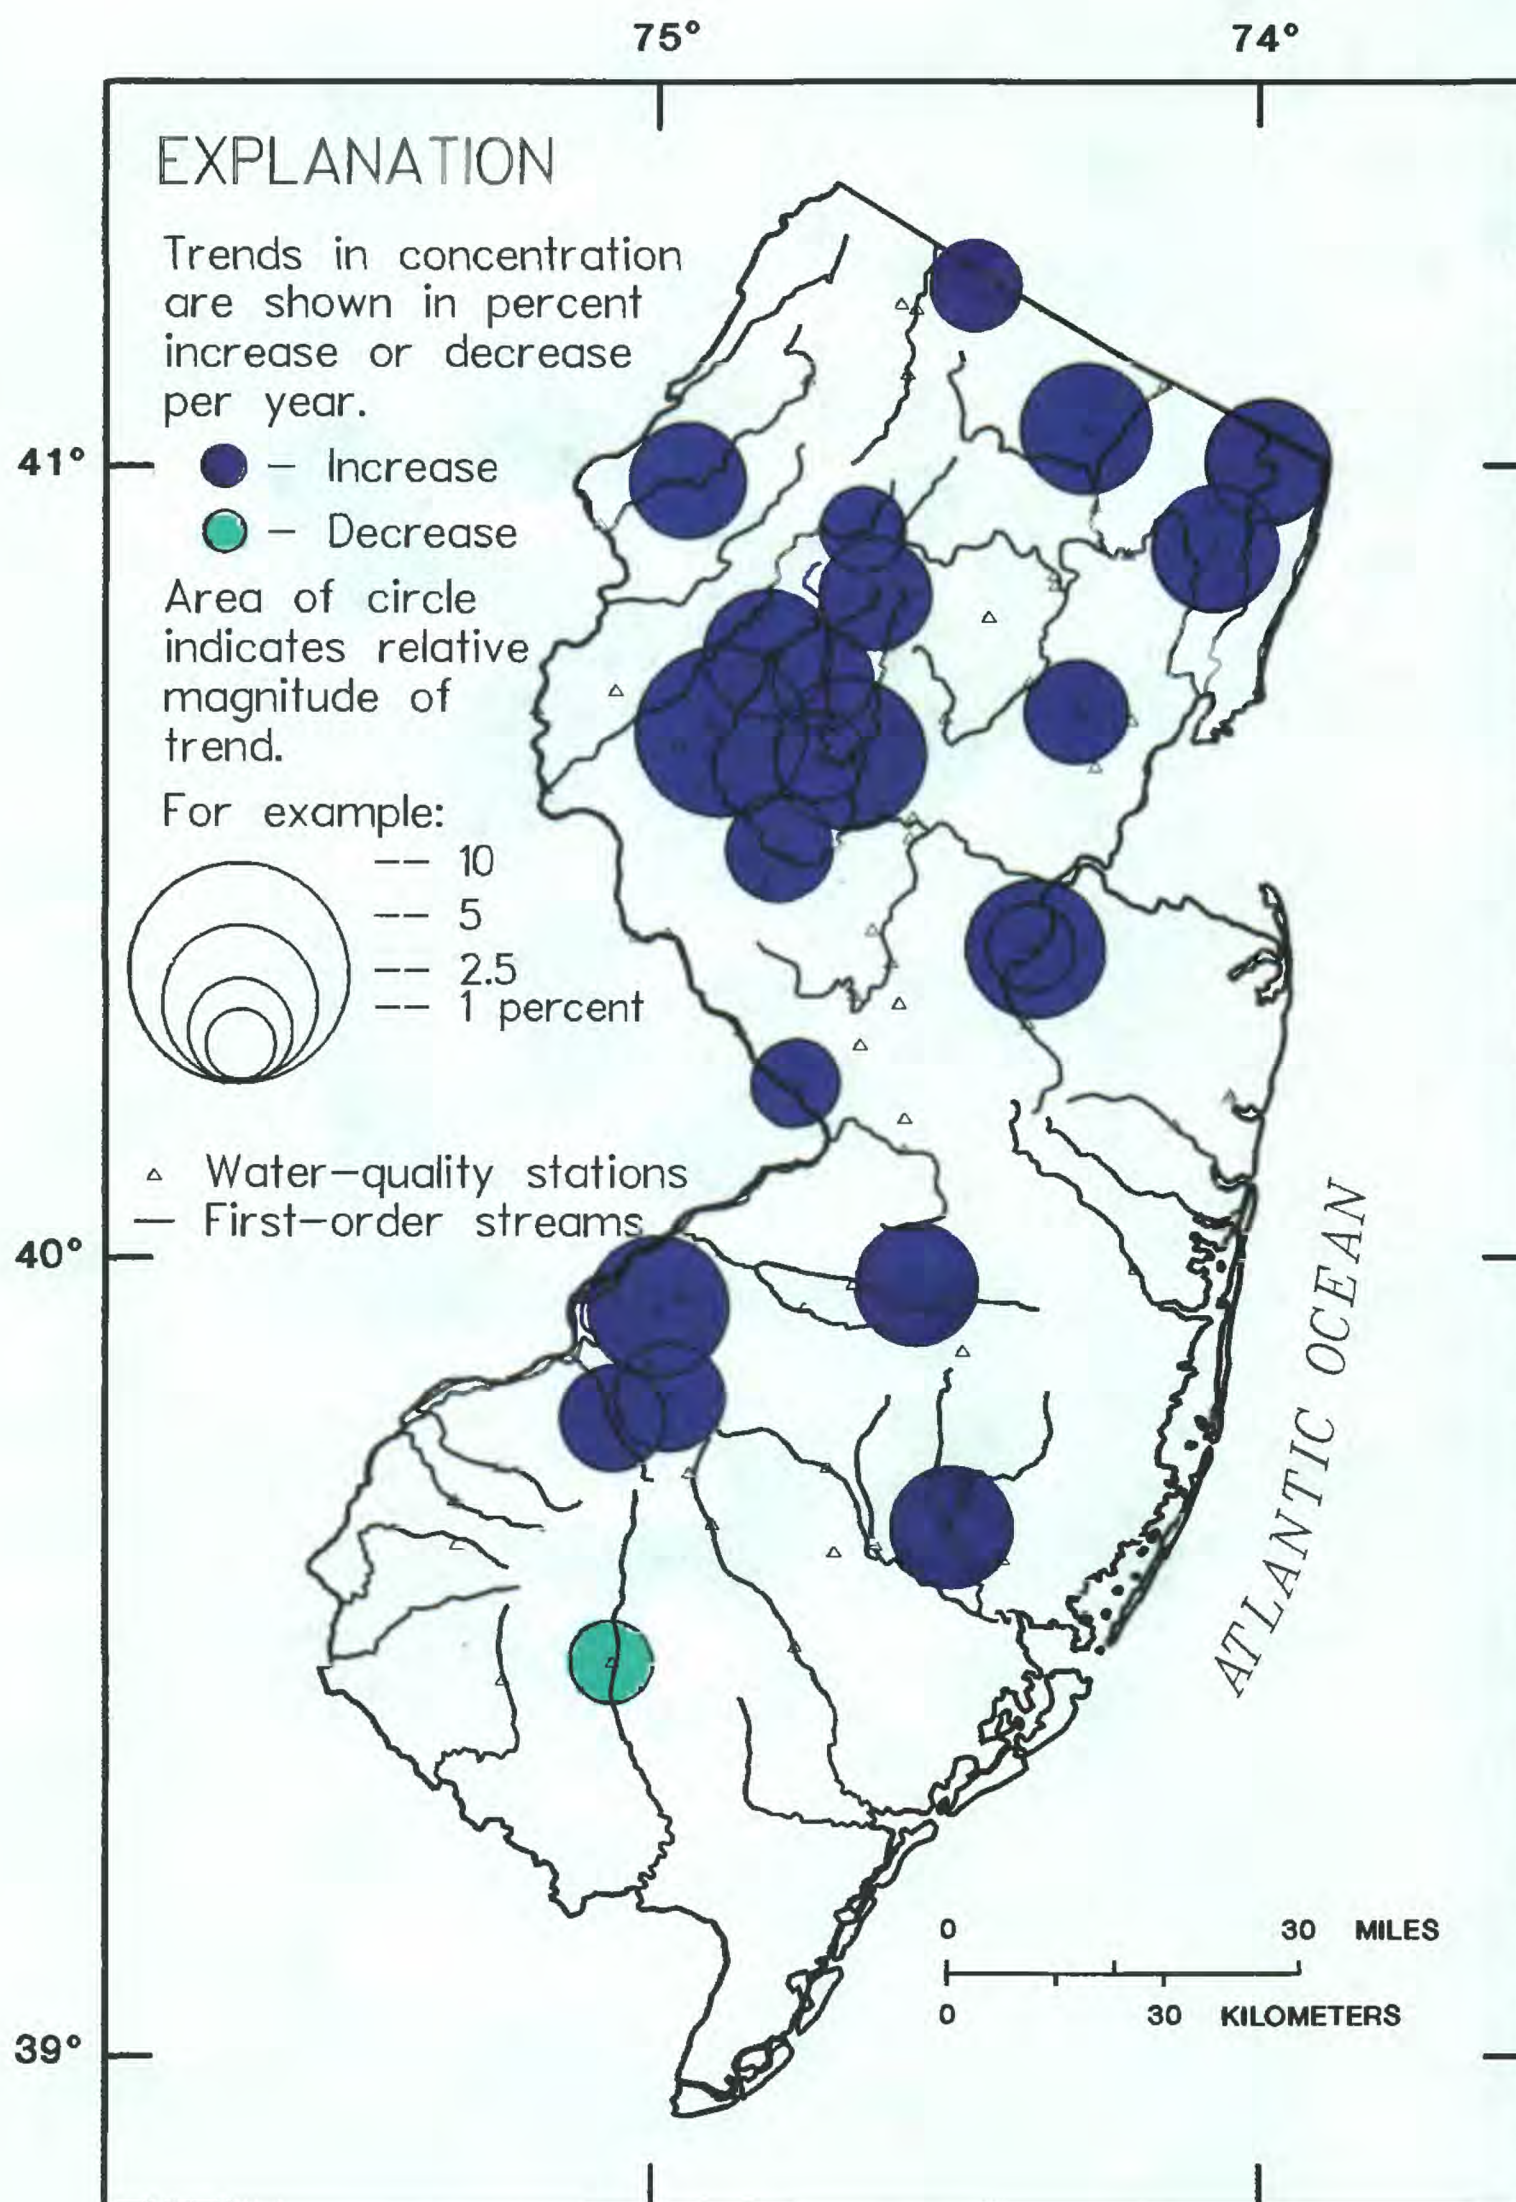 75° 74°
EXPLANATION
Trends in concentration
are shown in percent
increase or decrease
per year.
41°
— Increase
— Decrease
Area of circle
indicates relative
magnitude of
trend.
For example:
-- 10
-- 5
-- 2.5
-- 1 percent
Water-quality stations
— First-order streams
40°
ATLANTIC OCEAN
0 30 MILES
0 30 KILOMETERS
39°